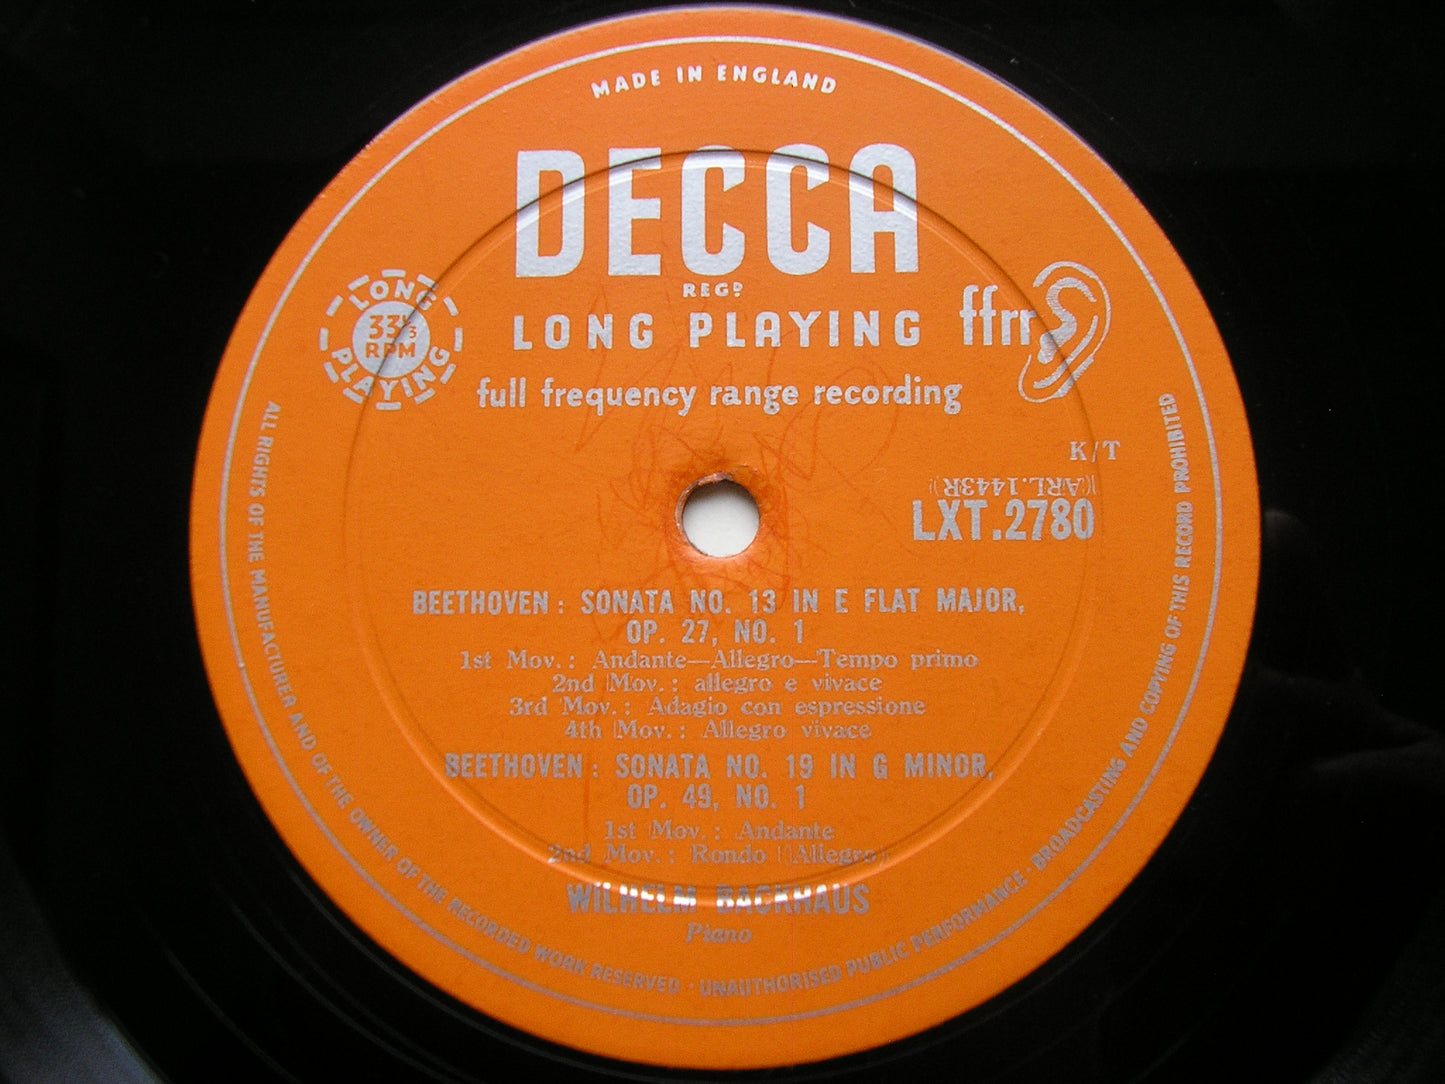 MADE IN ENGLAND
DECCA
REGD.
LONG PLAYING
ffrr
LONG
33⅓
RPM
PLAYING
full frequency range recording
K/T
(ARL.1443R)
LXT.2780
BEETHOVEN: SONATA NO. 13 IN E FLAT MAJOR,
OP. 27, NO. 1
1st Mov.: Andante—Allegro—Tempo primo
2nd Mov.: allegro e vivace
3rd Mov.: Adagio con espressione
4th Mov.: Allegro vivace
BEETHOVEN: SONATA NO. 19 IN G MINOR,
OP. 49, NO. 1
1st Mov.: Andante
2nd Mov.: Rondo (Allegro)
WILHELM BACKHAUS
Piano
ALL RIGHTS OF THE MANUFACTURER AND OF THE OWNER OF THE RECORDED WORK RESERVED · UNAUTHORISED PUBLIC PERFORMANCE · BROADCASTING AND COPYING OF THIS RECORD PROHIBITED